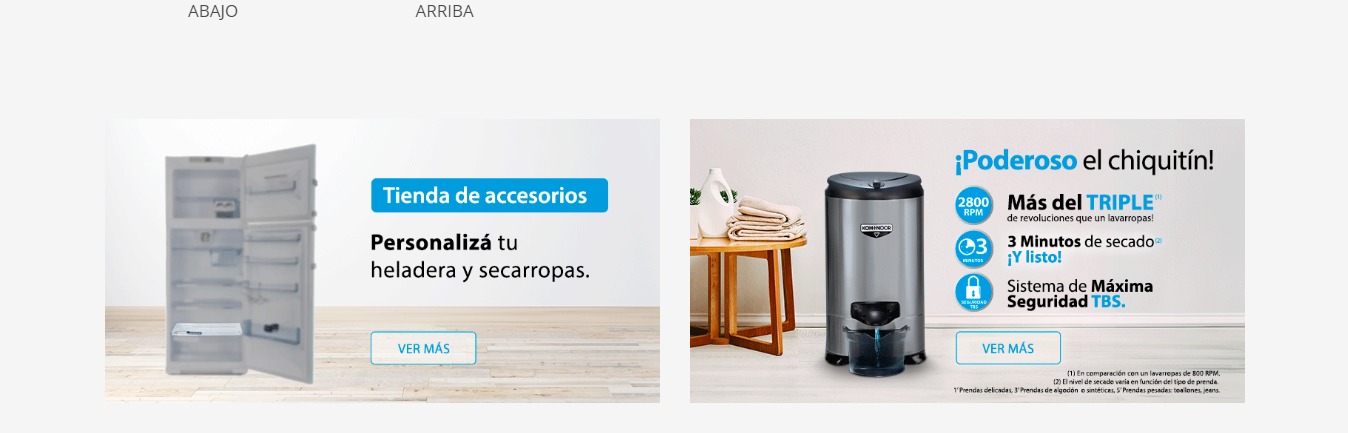 ABAJO
ARRIBA
Tienda de accesorios
Personalizá tu
heladera y secarropas.
VER MÁS
¡Poderoso el chiquitín!
2800
RPM
Más del TRIPLE(1)
de revoluciones que un lavarropas!
3
MINUTOS
3 Minutos de secado(2)
¡Y listo!
SEGURIDAD
TBS
Sistema de Máxima
Seguridad TBS.
KOH-I-NOOR
VER MÁS
(1) En comparación con un lavarropas de 800 RPM.
(2) El nivel de secado varía en función del tipo de prenda.
1' Prendas delicadas, 3' Prendas de algodón o sintéticas, 5' Prendas pesadas: toallones, jeans.